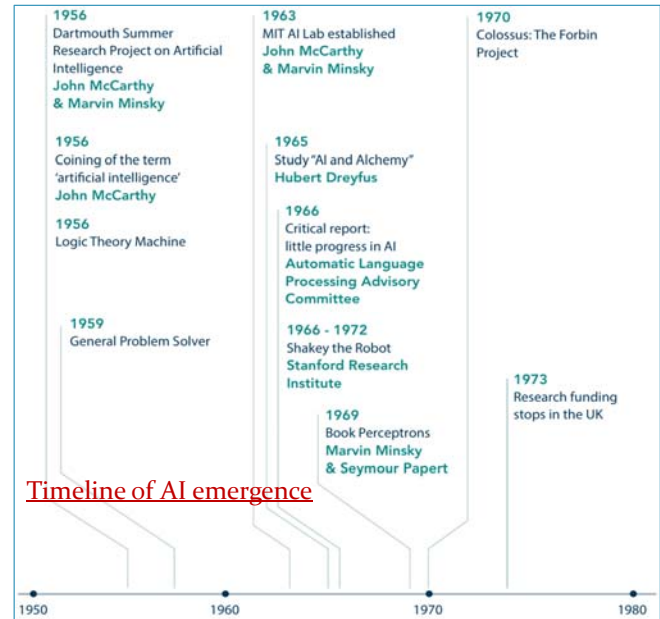 1956
Dartmouth Summer
Research Project on Artificial
Intelligence
John McCarthy
& Marvin Minsky
1956
Coining of the term
'artificial intelligence'
John McCarthy
1956
Logic Theory Machine
1959
General Problem Solver
1963
MIT AI Lab established
John McCarthy
& Marvin Minsky
1965
Study "AI and Alchemy"
Hubert Dreyfus
1966
Critical report:
little progress in AI
Automatic Language
Processing Advisory
Committee
1966 - 1972
Shakey the Robot
Stanford Research
Institute
1969
Book Perceptrons
Marvin Minsky
& Seymour Papert
1970
Colossus: The Forbin
Project
1973
Research funding
stops in the UK
Timeline of AI emergence
1950
1960
1970
1980